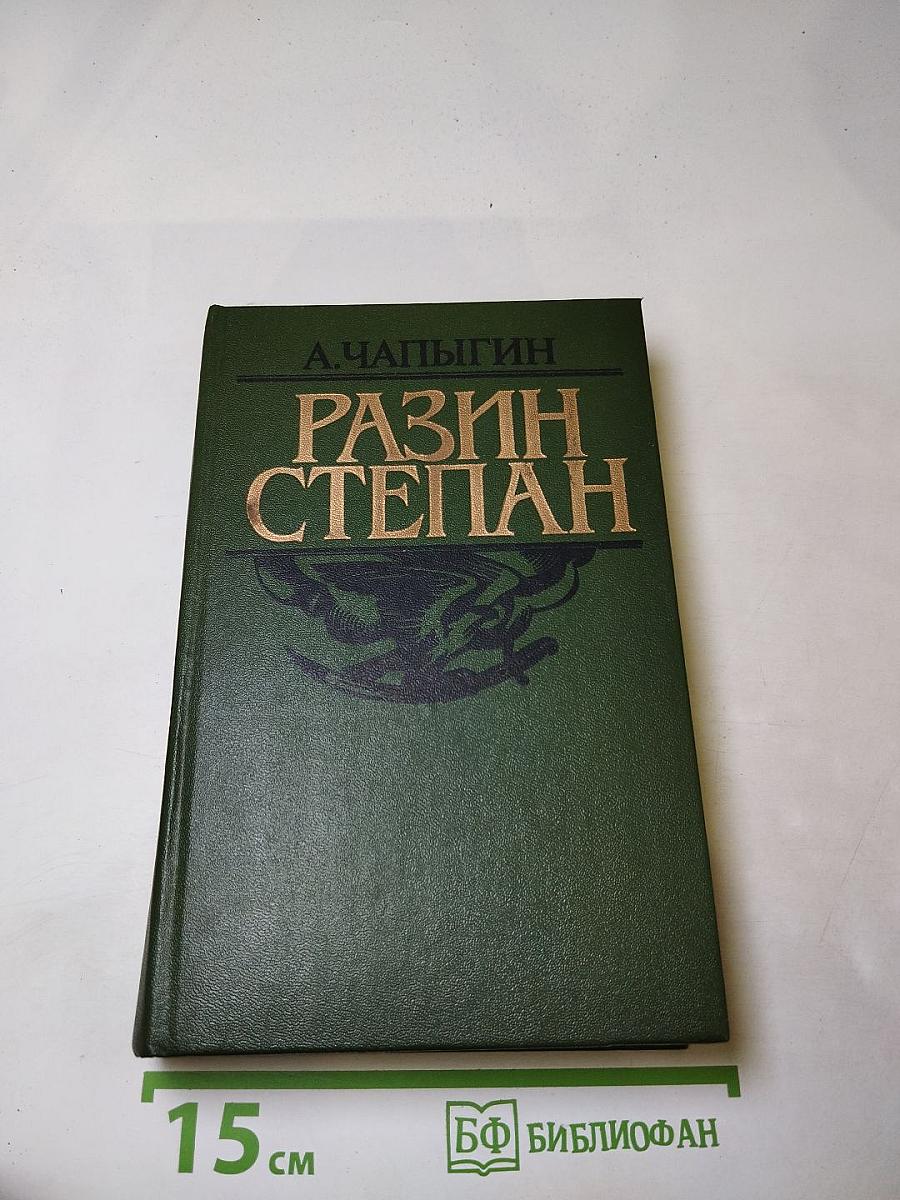 А. ЧАПЫГИН
РАЗИН
СТЕПАН
15 см
БФ БИБЛИОФАН